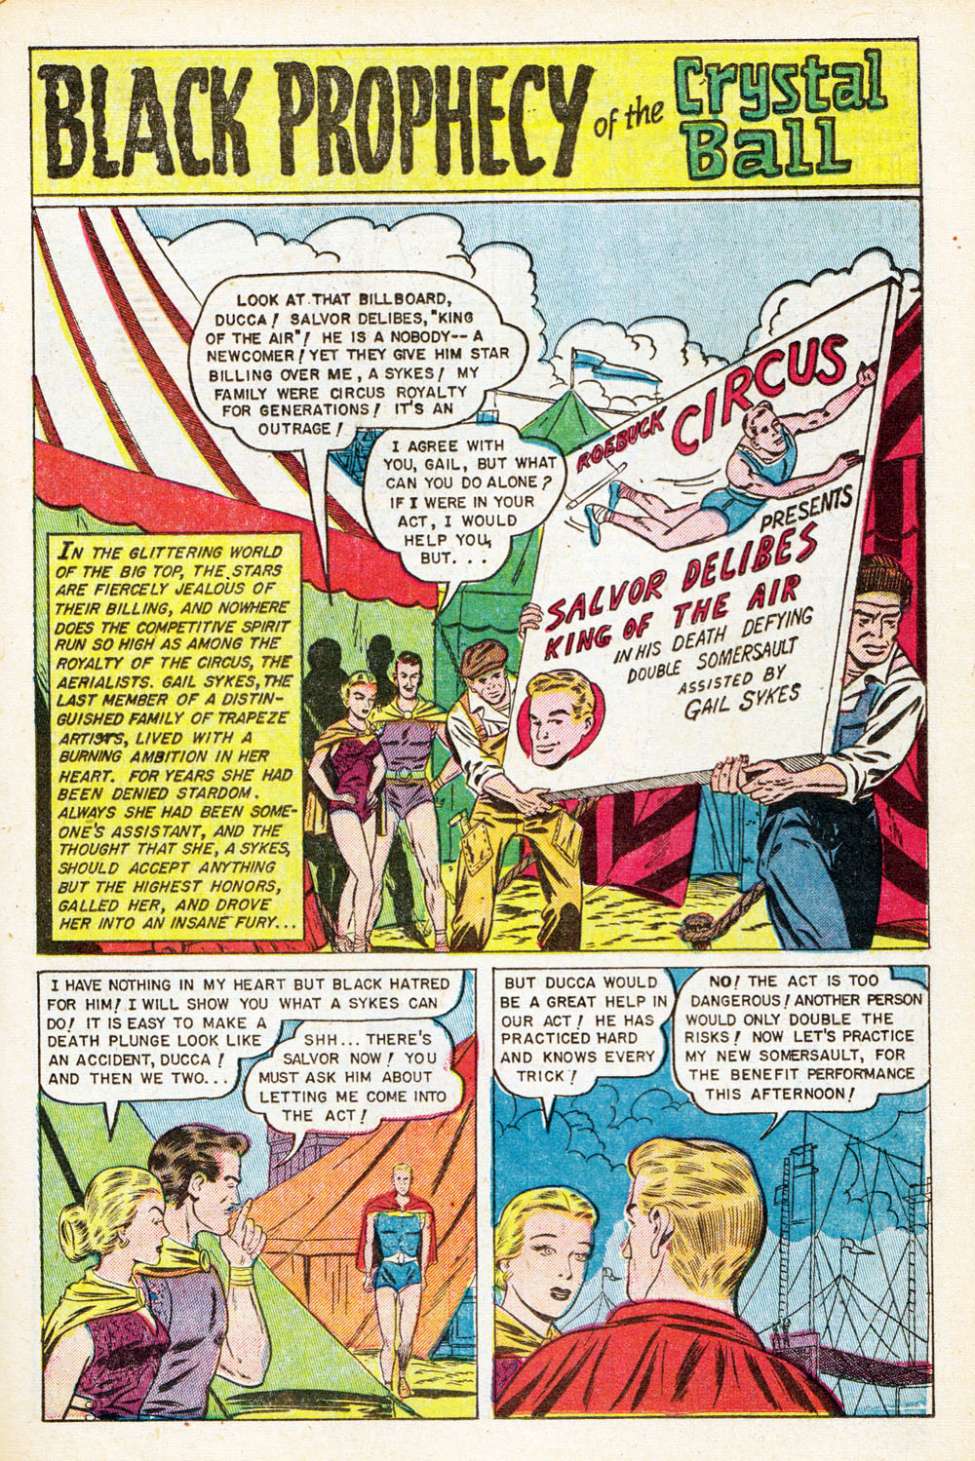 BLACK PROPHECY of the Crystal Ball
LOOK AT THAT BILLBOARD,
DUCCA! SALVOR DELIBES, "KING
OF THE AIR"! HE IS A NOBODY-- A
NEWCOMER! YET THEY GIVE HIM STAR
BILLING OVER ME, A SYKES! MY
FAMILY WERE CIRCUS ROYALTY
FOR GENERATIONS! IT'S AN
OUTRAGE!
I AGREE WITH
YOU, GAIL, BUT WHAT
CAN YOU DO ALONE?
IF I WERE IN YOUR
ACT, I WOULD
HELP YOU,
BUT...
ROEBUCK CIRCUS
PRESENTS
SALVOR DELIBES
KING OF THE AIR
IN HIS DEATH DEFYING
DOUBLE SOMERSAULT
ASSISTED BY
GAIL SYKES
IN THE GLITTERING WORLD
OF THE BIG TOP, THE STARS
ARE FIERCELY JEALOUS OF
THEIR BILLING, AND NOWHERE
DOES THE COMPETITIVE SPIRIT
RUN SO HIGH AS AMONG THE
ROYALTY OF THE CIRCUS, THE
AERIALISTS. GAIL SYKES, THE
LAST MEMBER OF A DISTIN-
GUISHED FAMILY OF TRAPEZE
ARTISTS, LIVED WITH A
BURNING AMBITION IN HER
HEART. FOR YEARS SHE HAD
BEEN DENIED STARDOM.
ALWAYS SHE HAD BEEN SOME-
ONE'S ASSISTANT, AND THE
THOUGHT THAT SHE, A SYKES,
SHOULD ACCEPT ANYTHING
BUT THE HIGHEST HONORS,
GALLED HER, AND DROVE
HER INTO AN INSANE FURY...
I HAVE NOTHING IN MY HEART BUT BLACK HATRED
FOR HIM! I WILL SHOW YOU WHAT A SYKES CAN
DO! IT IS EASY TO MAKE A
DEATH PLUNGE LOOK LIKE
AN ACCIDENT, DUCCA!
AND THEN WE TWO...
SHH... THERE'S
SALVOR NOW! YOU
MUST ASK HIM ABOUT
LETTING ME COME INTO
THE ACT!
BUT DUCCA WOULD
BE A GREAT HELP IN
OUR ACT! HE HAS
PRACTICED HARD
AND KNOWS EVERY
TRICK!
NO! THE ACT IS TOO
DANGEROUS! ANOTHER PERSON
WOULD ONLY DOUBLE THE
RISKS! NOW LET'S PRACTICE
MY NEW SOMERSAULT, FOR
THE BENEFIT PERFORMANCE
THIS AFTERNOON!